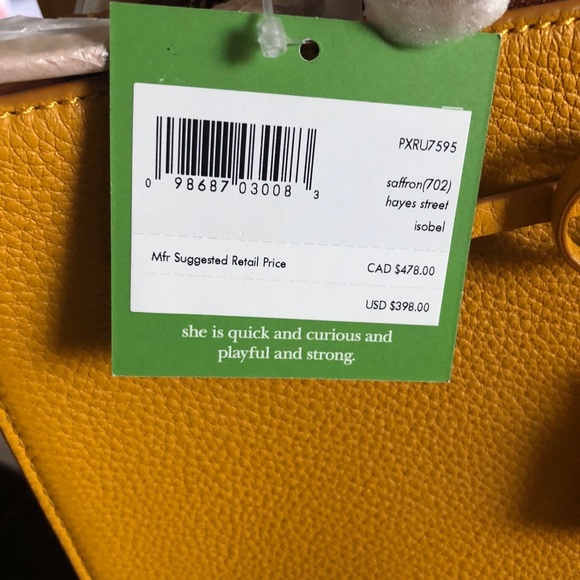 PXRU7595
0 98687 03008 3
saffron(702)
hayes street
isobel
Mfr Suggested Retail Price CAD $478.00
USD $398.00
she is quick and curious and
playful and strong.